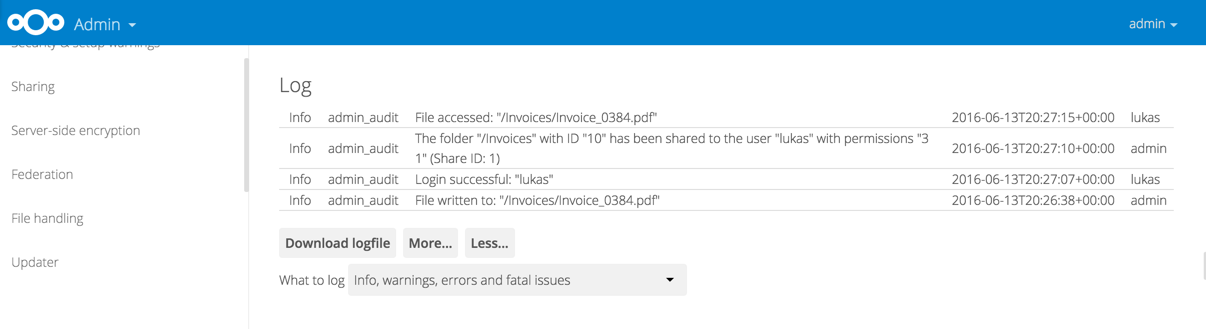 Admin
admin
Security & setup warnings
Sharing
Server-side encryption
Federation
File handling
Updater
Log
Info admin_audit File accessed: "/Invoices/Invoice_0384.pdf" 2016-06-13T20:27:15+00:00 lukas
Info admin_audit The folder "/Invoices" with ID "10" has been shared to the user "lukas" with permissions "3
1" (Share ID: 1) 2016-06-13T20:27:10+00:00 admin
Info admin_audit Login successful: "lukas" 2016-06-13T20:27:07+00:00 lukas
Info admin_audit File written to: "/Invoices/Invoice_0384.pdf" 2016-06-13T20:26:38+00:00 admin
Download logfile More... Less...
What to log Info, warnings, errors and fatal issues